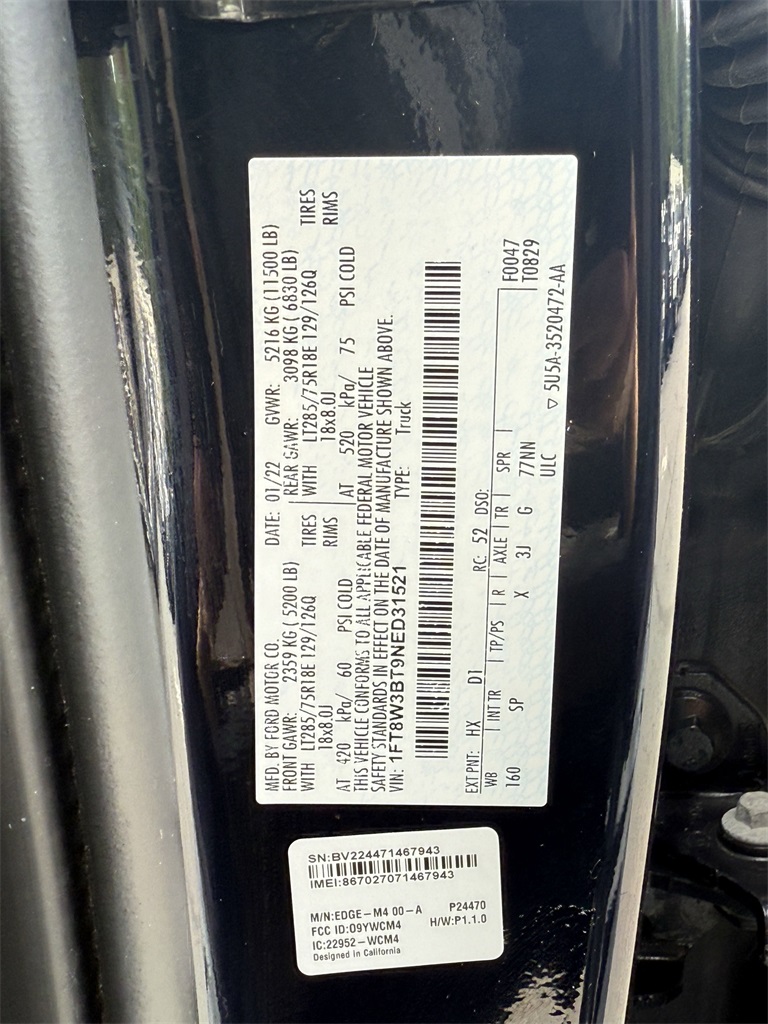 MFD. BY FORD MOTOR CO.
DATE: 01/22 GVWR: 5216 KG (11500 LB)
FRONT GAWR: 2359 KG ( 5200 LB)
REAR GAWR: 3098 KG ( 6830 LB)
WITH LT285/75R18E 129/126Q TIRES
WITH LT285/75R18E 129/126Q TIRES
18x8.0J RIMS
18x8.0J RIMS
AT 420 kPa/ 60 PSI COLD
AT 520 kPa/ 75 PSI COLD
THIS VEHICLE CONFORMS TO ALL APPLICABLE FEDERAL MOTOR VEHICLE
SAFETY STANDARDS IN EFFECT ON THE DATE OF MANUFACTURE SHOWN ABOVE.
VIN: 1FT8W3BT9NED31521 TYPE: Truck
EXT PNT: HX D1 RC: 52 DSO:
WB INT TR TP/PS R AXLE TR SPR F0047
160 SP X 3J G 77NN T0829
ULC ▽ 5U5A-3520472-AA
SN:BV224471467943
IMEI:867027071467943
M/N:EDGE-M4 00-A P24470
FCC ID:09YWCM4 H/W:P1.1.0
IC:22952-WCM4
Designed in California